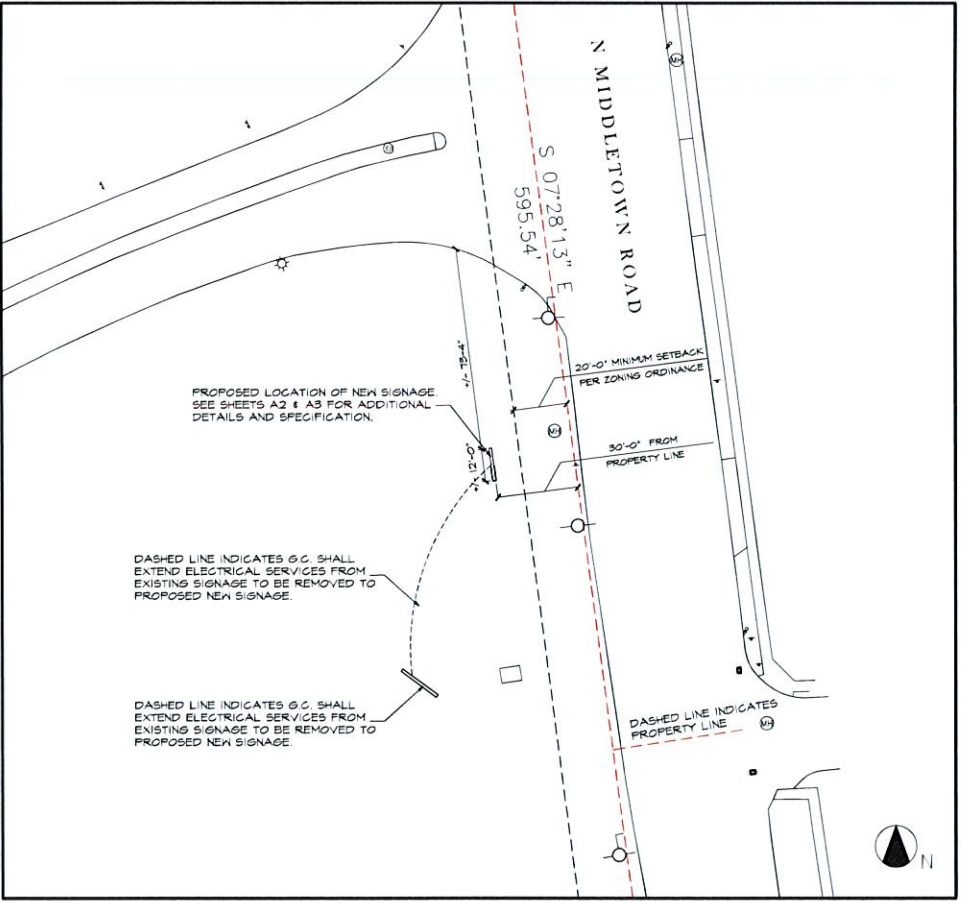 N MIDDLETOWN ROAD
S 07°28'13" E
595.54'
+/- 73'-4"
20'-0" MINIMUM SETBACK
PER ZONING ORDINANCE
PROPOSED LOCATION OF NEW SIGNAGE.
SEE SHEETS A2 & A3 FOR ADDITIONAL
DETAILS AND SPECIFICATION.
MH
+/- 12'-0"
30'-0" FROM
PROPERTY LINE
DASHED LINE INDICATES G.C. SHALL
EXTEND ELECTRICAL SERVICES FROM
EXISTING SIGNAGE TO BE REMOVED TO
PROPOSED NEW SIGNAGE.
DASHED LINE INDICATES G.C. SHALL
EXTEND ELECTRICAL SERVICES FROM
EXISTING SIGNAGE TO BE REMOVED TO
PROPOSED NEW SIGNAGE.
DASHED LINE INDICATES
PROPERTY LINE
MH
N